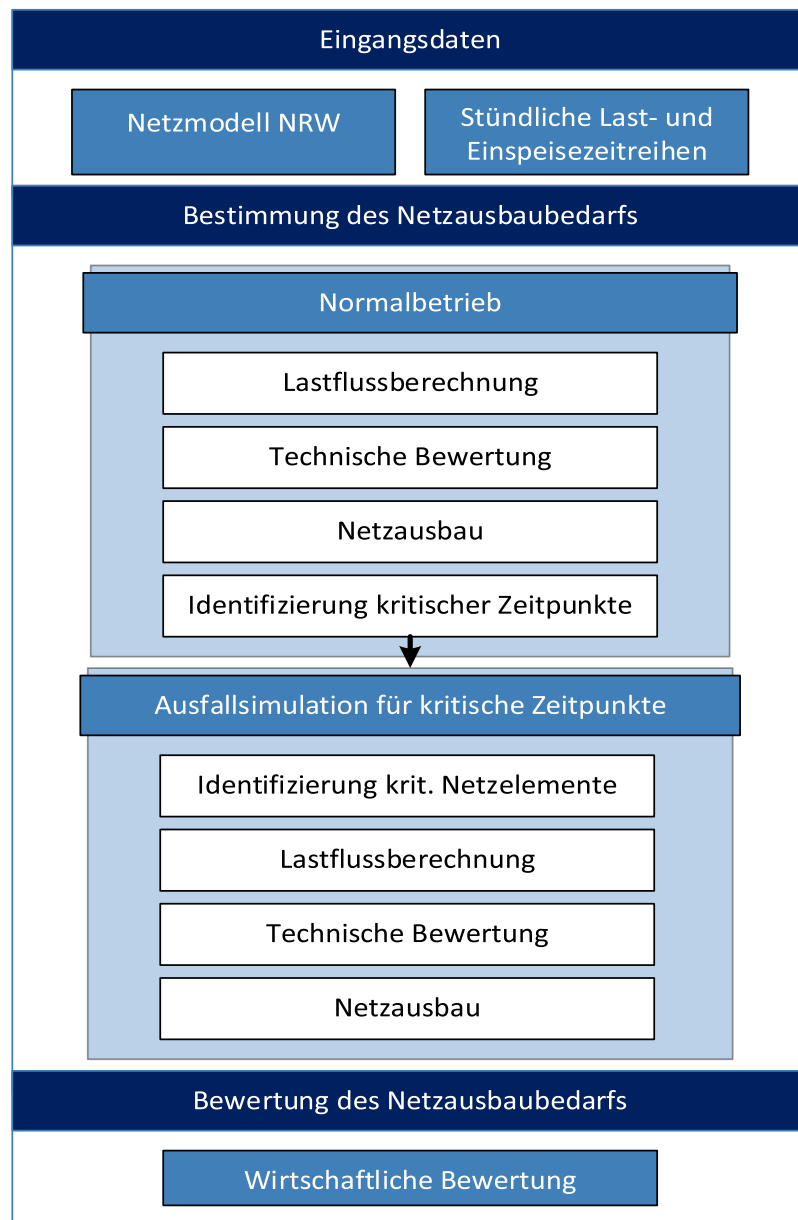 Eingangsdaten
Netzmodell NRW
Stündliche Last- und
Einspeisezeitreihen
Bestimmung des Netzausbaubedarfs
Normalbetrieb
Lastflussberechnung
Technische Bewertung
Netzausbau
Identifizierung kritischer Zeitpunkte
Ausfallsimulation für kritische Zeitpunkte
Identifizierung krit. Netzelemente
Lastflussberechnung
Technische Bewertung
Netzausbau
Bewertung des Netzausbaubedarfs
Wirtschaftliche Bewertung